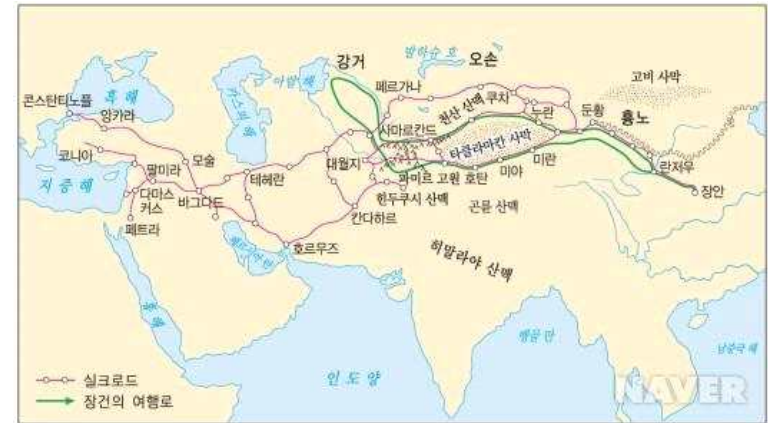 강거
발하슈 호
오손
고비 사막
아랄 해
페르가나
콘스탄티노플
흑 해
앙카라
카스피 해
천산 산맥
쿠차
누란
둔황
흉노
사마르칸드
타클라마칸 사막
코니아
모술
대월지
란저우
지 중 해
팔미라
테헤란
파미르 고원
호탄
미야
미란
장안
다마스
커스
바그다드
힌두쿠시 산맥
곤륜 산맥
칸다하르
페트라
페르시아 만
호르무즈
히말라야 산맥
홍 해
벵골 만
남중국 해
인 도 양
실크로드
장건의 여행로
NAVER